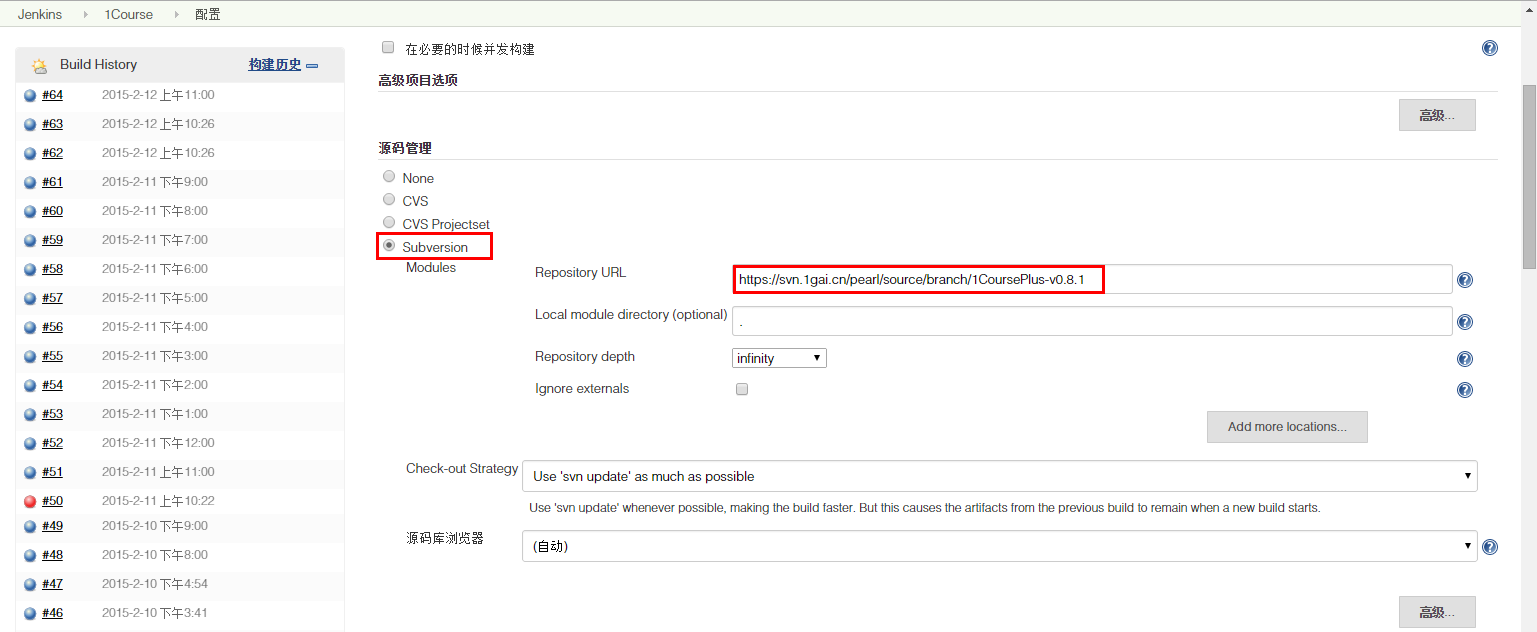 Jenkins 1Course 配置
Build History 构建历史
#64 2015-2-12 上午11:00
#63 2015-2-12 上午10:26
#62 2015-2-12 上午10:26
#61 2015-2-11 下午9:00
#60 2015-2-11 下午8:00
#59 2015-2-11 下午7:00
#58 2015-2-11 下午6:00
#57 2015-2-11 下午5:00
#56 2015-2-11 下午4:00
#55 2015-2-11 下午3:00
#54 2015-2-11 下午2:00
#53 2015-2-11 下午1:00
#52 2015-2-11 下午12:00
#51 2015-2-11 上午11:00
#50 2015-2-11 上午10:22
#49 2015-2-10 下午9:00
#48 2015-2-10 下午8:00
#47 2015-2-10 下午4:54
#46 2015-2-10 下午3:41
在必要的时候并发构建
高级项目选项
高级...
源码管理
None
CVS
CVS Projectset
Subversion
Modules
Repository URL https://svn.1gai.cn/pearl/source/branch/1CoursePlus-v0.8.1
Local module directory (optional) .
Repository depth infinity
Ignore externals
Add more locations...
Check-out Strategy Use 'svn update' as much as possible
Use 'svn update' whenever possible, making the build faster. But this causes the artifacts from the previous build to remain when a new build starts.
源码库浏览器 (自动)
高级...